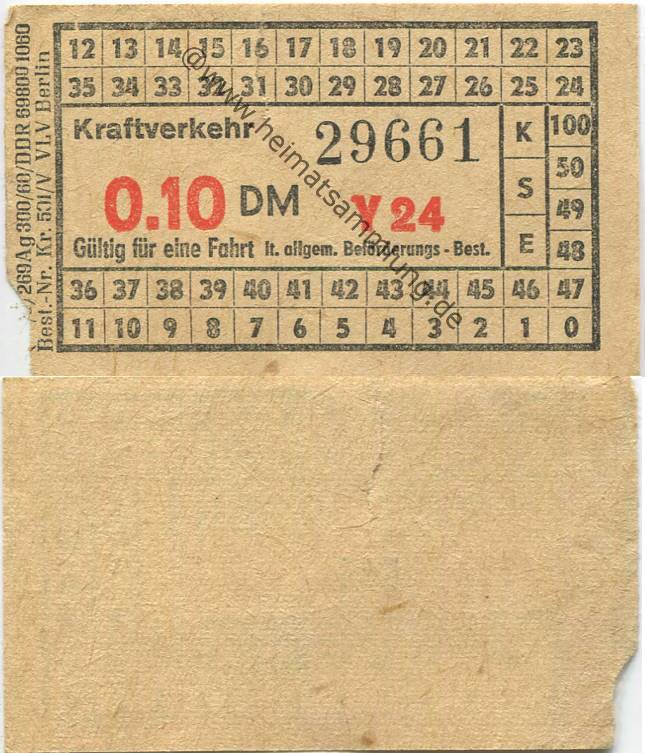 12 13 14 15 16 17 18 19 20 21 22 23
35 34 33 32 31 30 29 28 27 26 25 24
Kraftverkehr 29661 K 100
50
0.10 DM Y 24 S 49
Gültig für eine Fahrt lt. allgem. Beförderungs - Best. E 48
36 37 38 39 40 41 42 43 44 45 46 47
11 10 9 8 7 6 5 4 3 2 1 0
269 Ag 300/60/DDR 69800 1060
Best.-Nr. Kr. 501/V VLV Berlin
@www.heimatsammlung.de